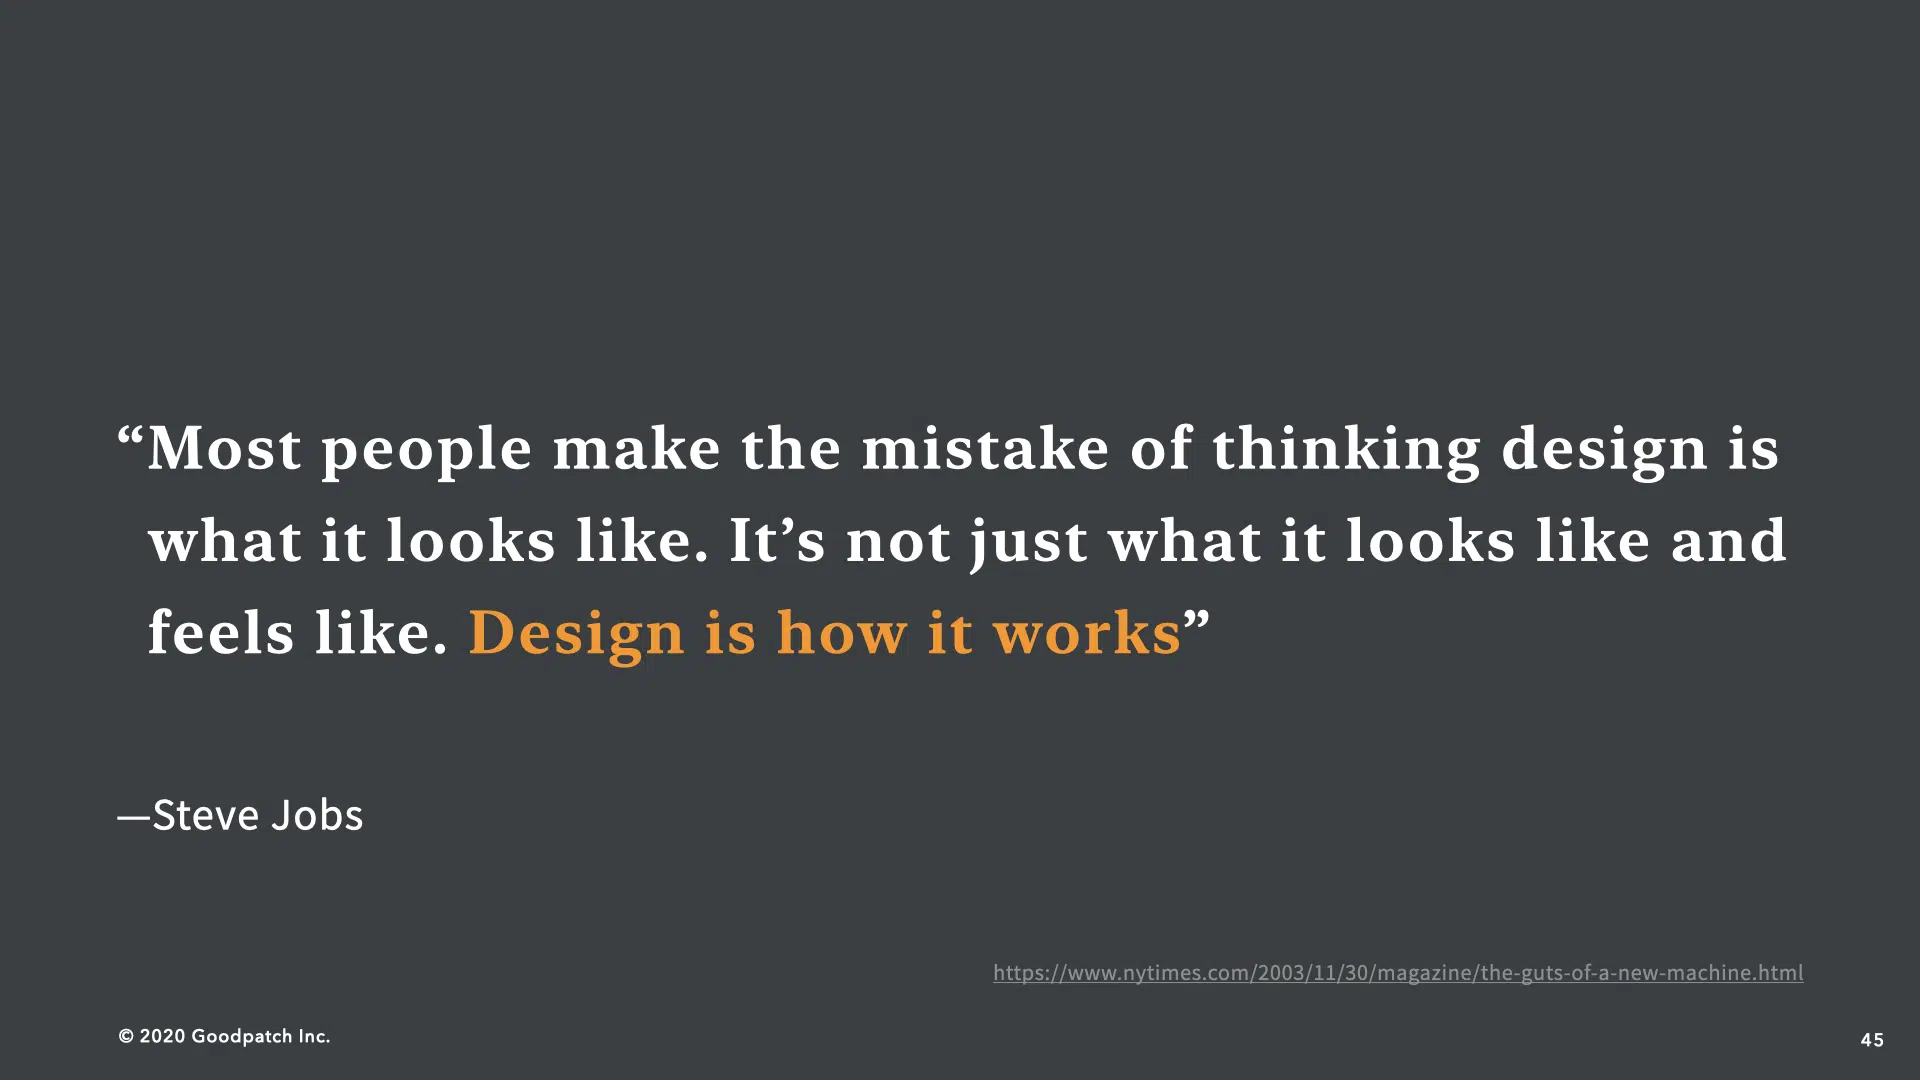 “Most people make the mistake of thinking design is
what it looks like. It’s not just what it looks like and
feels like. Design is how it works”
—Steve Jobs
https://www.nytimes.com/2003/11/30/magazine/the-guts-of-a-new-machine.html
© 2020 Goodpatch Inc.
45